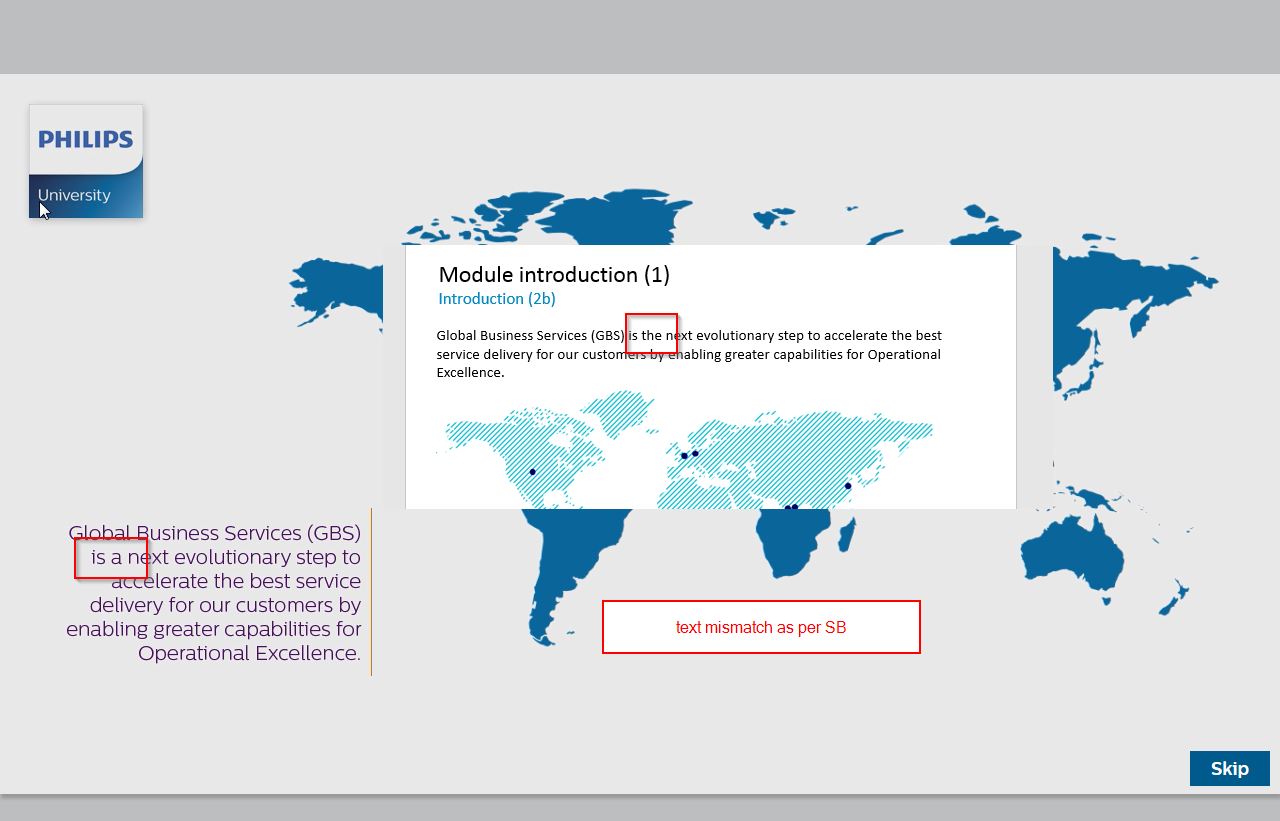 PHILIPS
University
Module introduction (1)
Introduction (2b)
Global Business Services (GBS) is the next evolutionary step to accelerate the best
service delivery for our customers by enabling greater capabilities for Operational
Excellence.
Global Business Services (GBS)
is a next evolutionary step to
accelerate the best service
delivery for our customers by
enabling greater capabilities for
Operational Excellence.
text mismatch as per SB
Skip